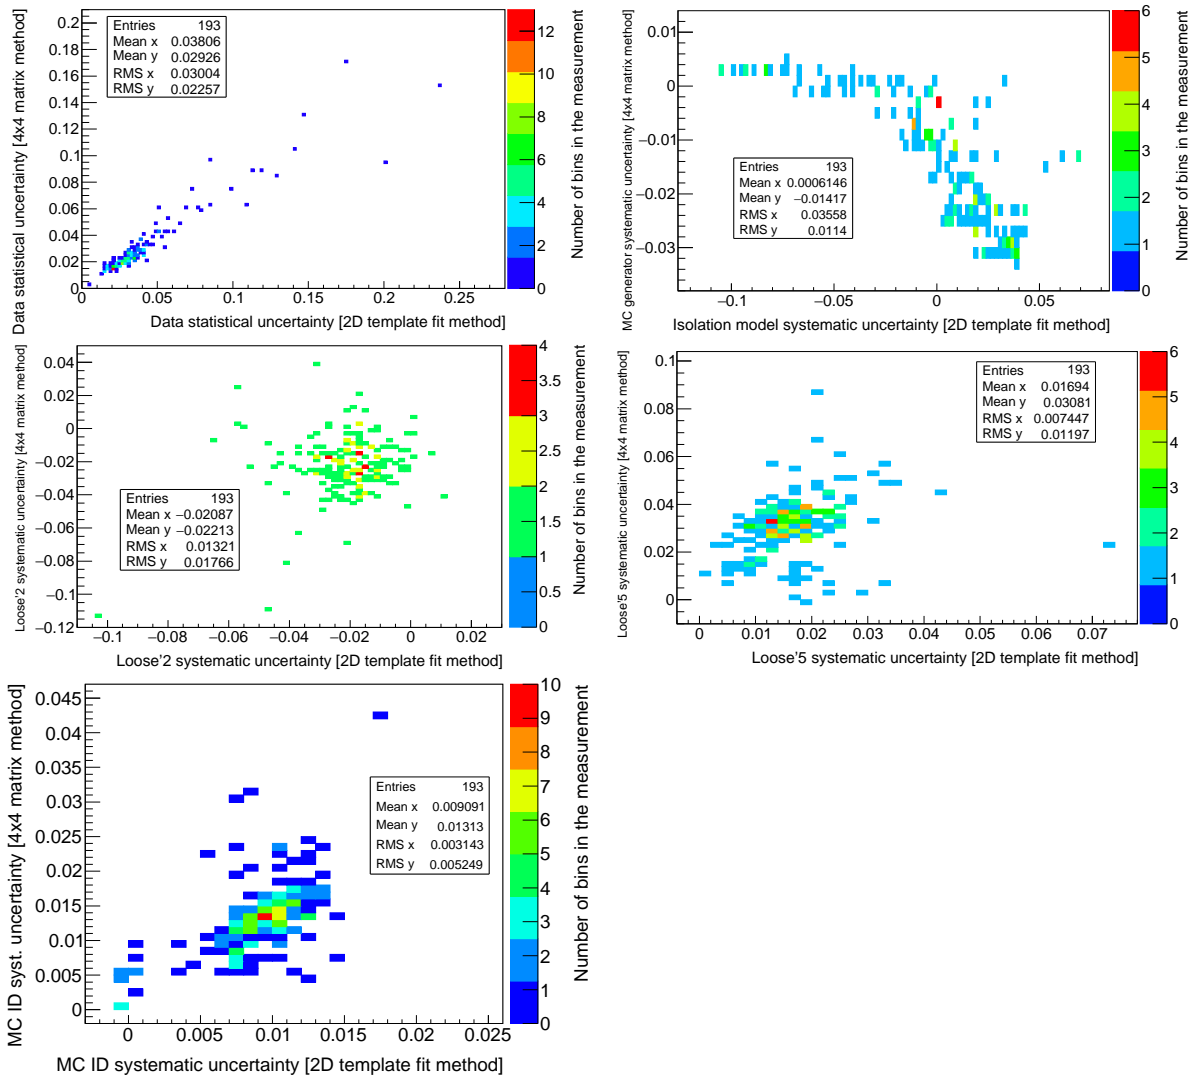 Data statistical uncertainty [4x4 matrix method]
0.2
0.18
0.16
0.14
0.12
0.1
0.08
0.06
0.04
0.02
0
Entries 193
Mean x 0.03806
Mean y 0.02926
RMS x 0.03004
RMS y 0.02257
0 0.05 0.1 0.15 0.2 0.25
Data statistical uncertainty [2D template fit method]
12
10
8
6
4
2
0
Number of bins in the measurement
MC generator systematic uncertainty [4x4 matrix method]
0.01
0
−0.01
−0.02
−0.03
Entries 193
Mean x 0.0006146
Mean y −0.01417
RMS x 0.03558
RMS y 0.0114
−0.1 −0.05 0 0.05
Isolation model systematic uncertainty [2D template fit method]
6
5
4
3
2
1
0
Number of bins in the measurement
Loose'2 systematic uncertainty [4x4 matrix method]
0.04
0.02
0
−0.02
−0.04
−0.06
−0.08
−0.1
−0.12
Entries 193
Mean x −0.02087
Mean y −0.02213
RMS x 0.01321
RMS y 0.01766
−0.1 −0.08 −0.06 −0.04 −0.02 0 0.02
Loose'2 systematic uncertainty [2D template fit method]
4
3.5
3
2.5
2
1.5
1
0.5
0
Number of bins in the measurement
Loose'5 systematic uncertainty [4x4 matrix method]
0.1
0.08
0.06
0.04
0.02
0
Entries 193
Mean x 0.01694
Mean y 0.03081
RMS x 0.007447
RMS y 0.01197
0 0.01 0.02 0.03 0.04 0.05 0.06 0.07
Loose'5 systematic uncertainty [2D template fit method]
6
5
4
3
2
1
0
Number of bins in the measurement
MC ID syst. uncertainty [4x4 matrix method]
0.045
0.04
0.035
0.03
0.025
0.02
0.015
0.01
0.005
0
Entries 193
Mean x 0.009091
Mean y 0.01313
RMS x 0.003143
RMS y 0.005249
0 0.005 0.01 0.015 0.02 0.025
MC ID systematic uncertainty [2D template fit method]
10
9
8
7
6
5
4
3
2
1
0
Number of bins in the measurement